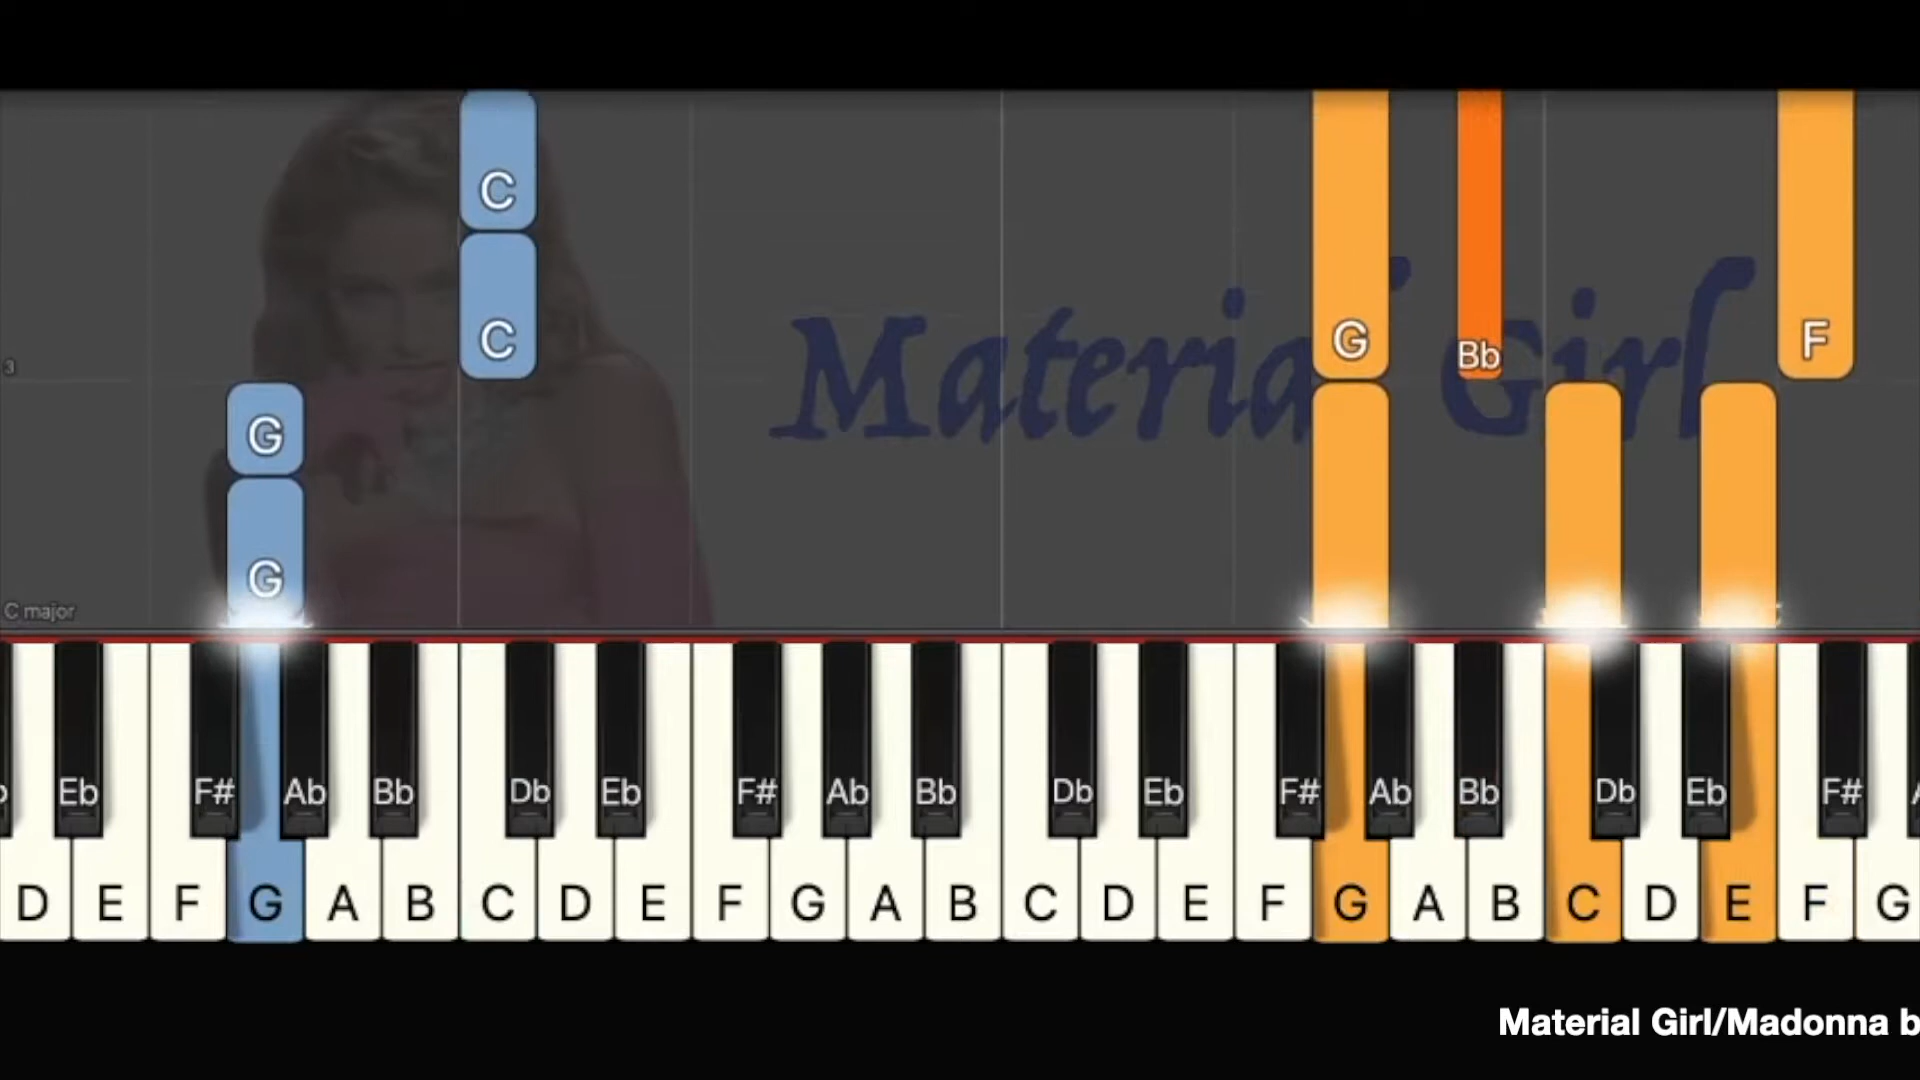 C
C
G Bb F
Material Girl
3
G
G
C major
Eb F# Ab Bb Db Eb F# Ab Bb Db Eb F# Ab Bb Db Eb F#
D E F G A B C D E F G A B C D E F G A B C D E F G
Material Girl/Madonna b